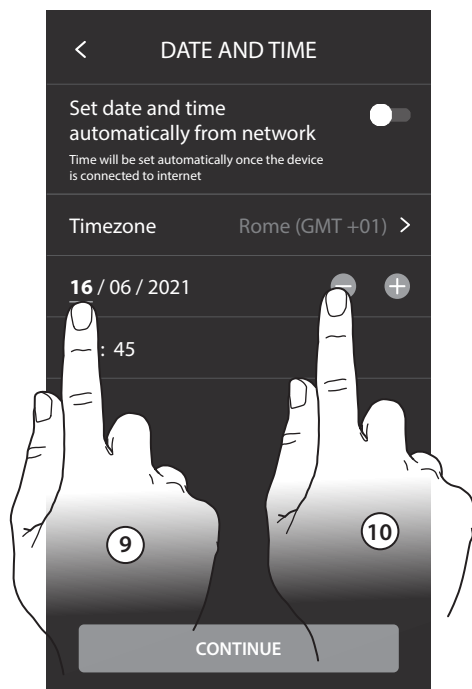 DATE AND TIME
Set date and time
automatically from network
Time will be set automatically once the device
is connected to internet
Timezone Rome (GMT +01)
16 / 06 / 2021
: 45
9
10
CONTINUE